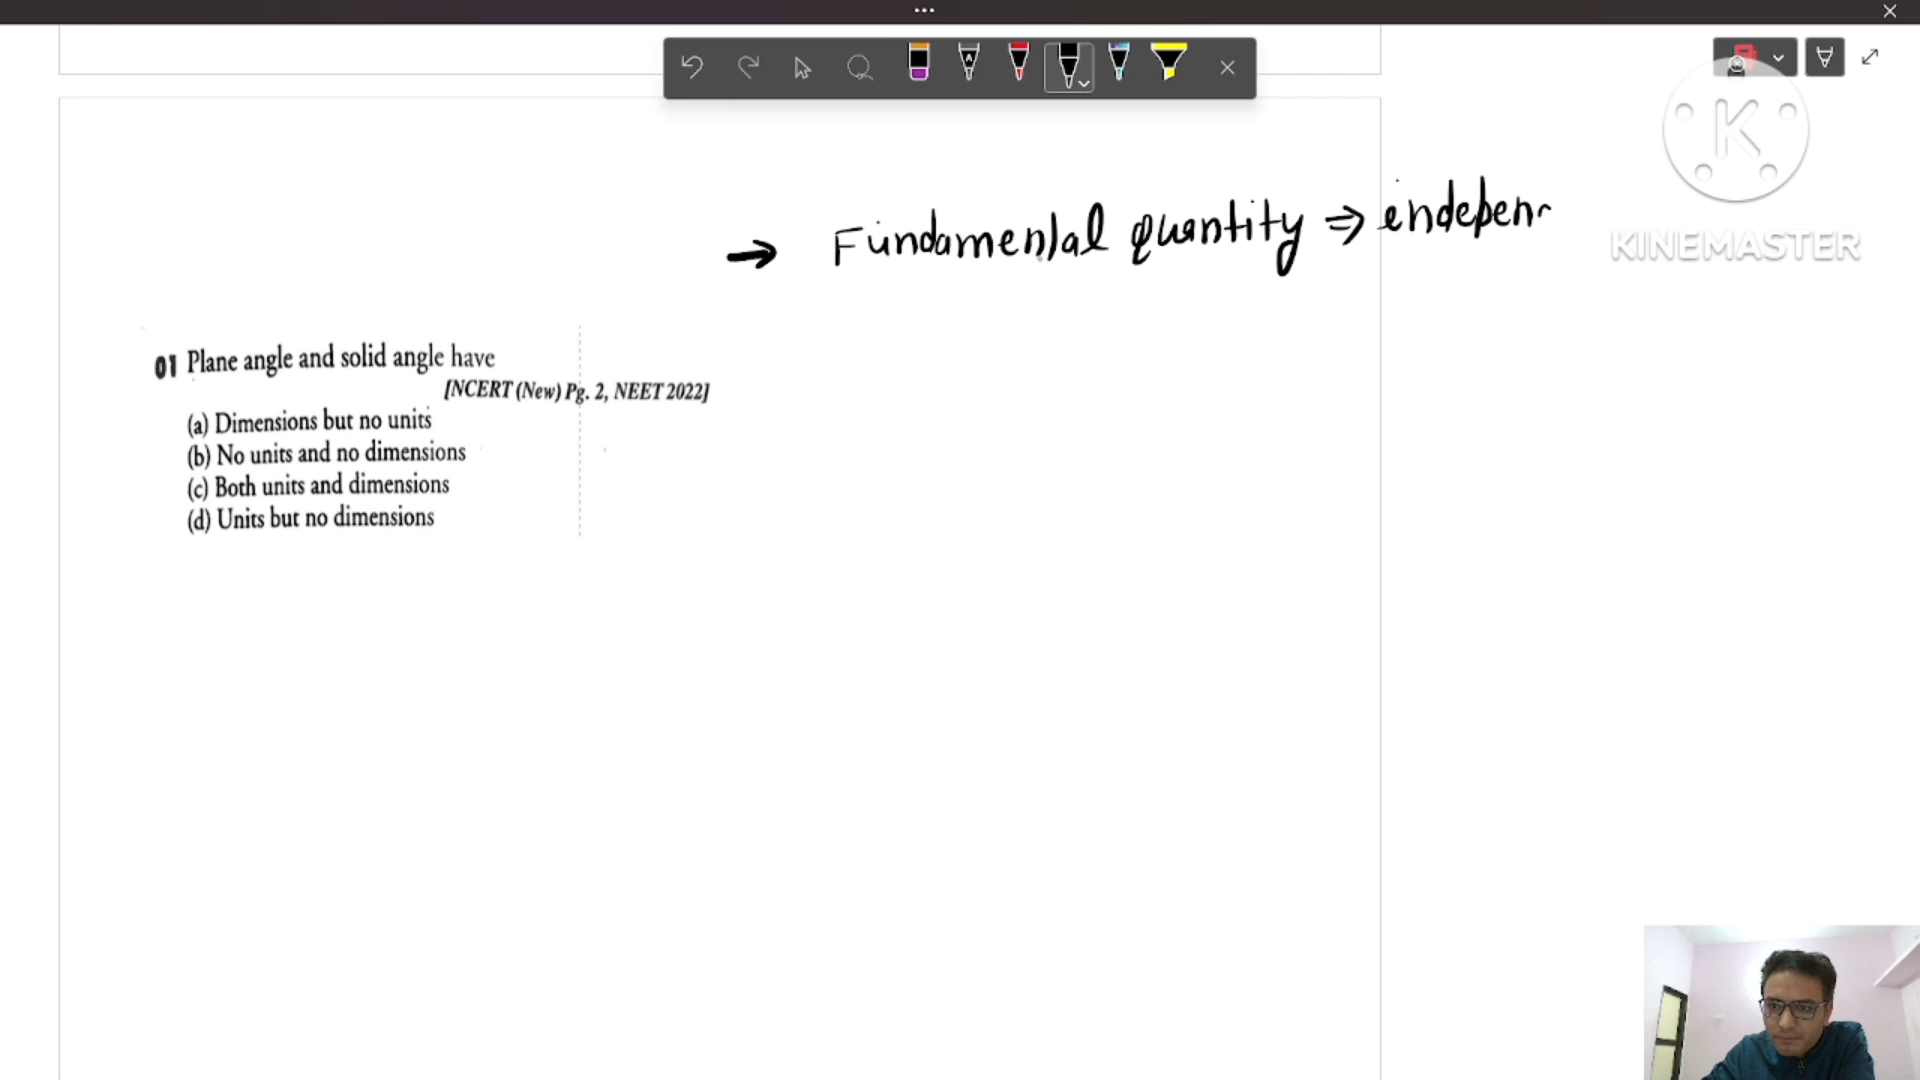 → Fundamental quantity ⇒ indepen
KINEMASTER
01 Plane angle and solid angle have
[NCERT (New) Pg. 2, NEET 2022]
(a) Dimensions but no units
(b) No units and no dimensions
(c) Both units and dimensions
(d) Units but no dimensions